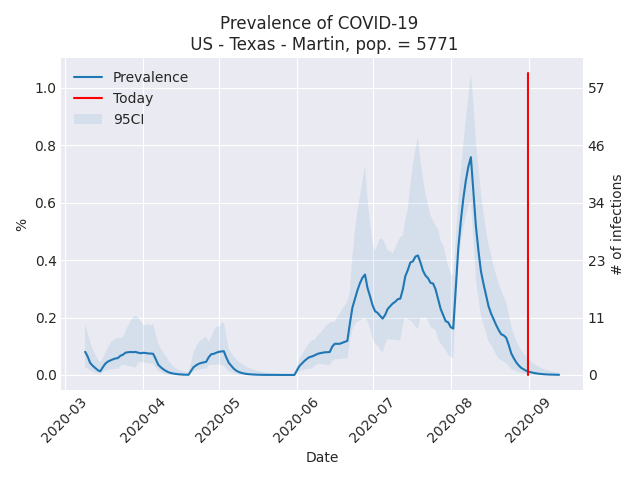 Prevalence of COVID-19
US - Texas - Martin, pop. = 5771
Prevalence
Today
95CI
1.0
0.8
0.6
0.4
0.2
0.0
%
57
46
34
23
11
0
# of infections
2020-03
2020-04
2020-05
2020-06
2020-07
2020-08
2020-09
Date